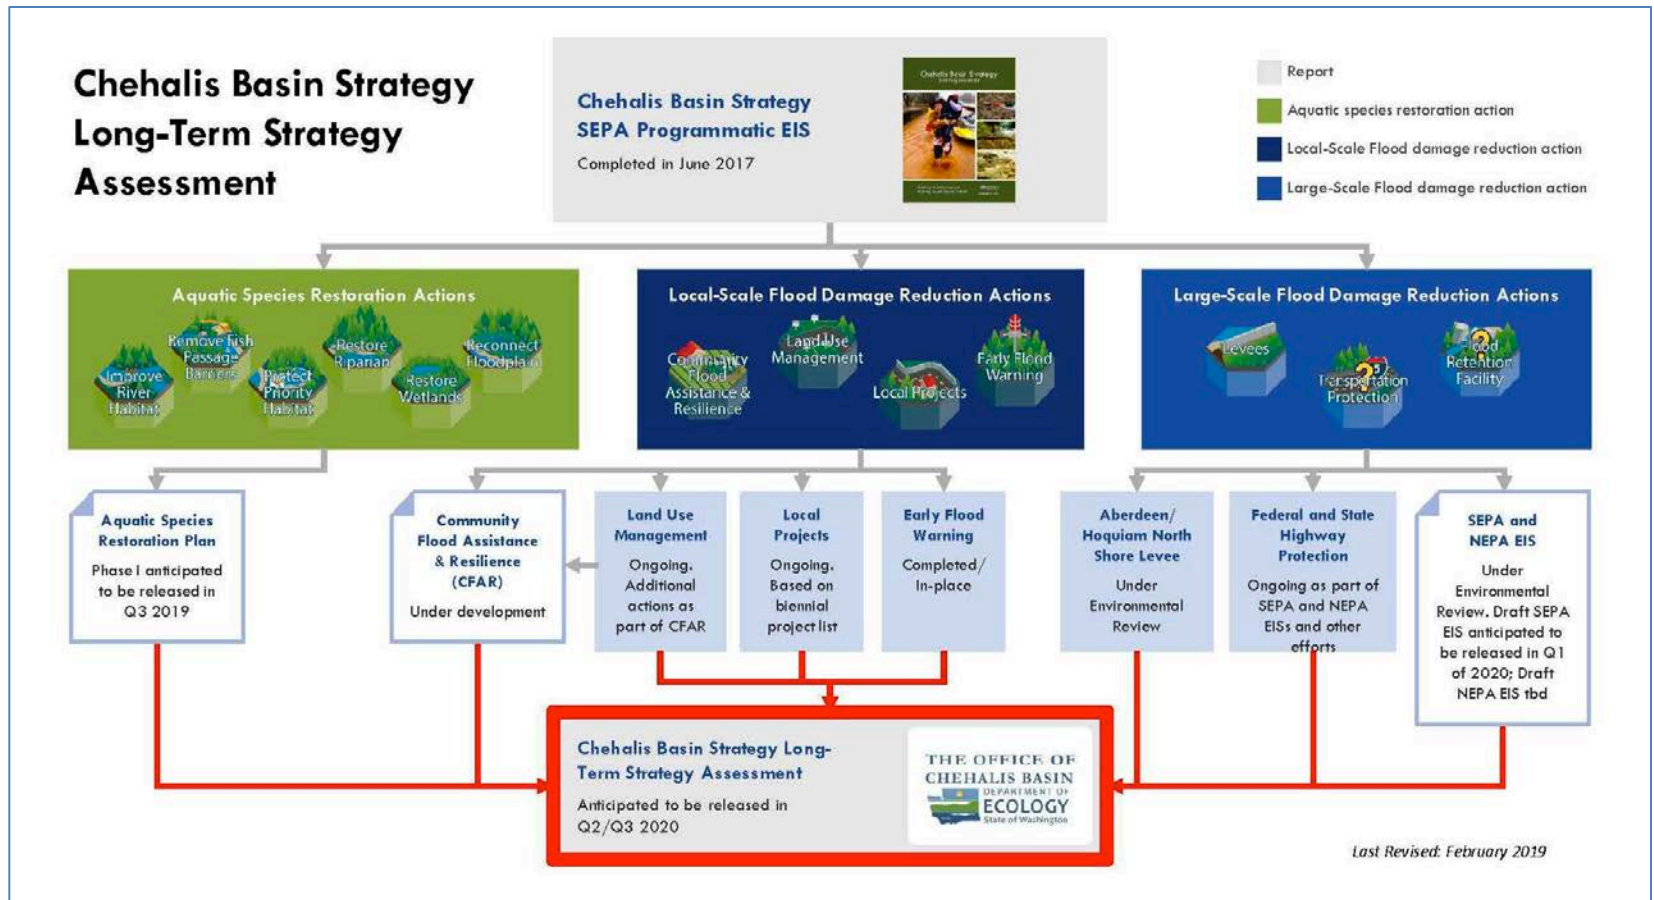 Chehalis Basin Strategy
Long-Term Strategy
Assessment
Chehalis Basin Strategy
SEPA Programmatic EIS
Completed in June 2017
Chehalis Basin Strategy
Report
Aquatic species restoration action
Local-Scale Flood damage reduction action
Large-Scale Flood damage reduction action
Aquatic Species Restoration Actions
Improve
River
Habitat
Remove Fish
Passage
Barriers
Protect
Priority
Habitat
Restore
Riparian
Restore
Wetlands
Reconnect
Floodplain
Local-Scale Flood Damage Reduction Actions
Community
Flood
Assistance &
Resilience
Land Use
Management
Local Projects
Early Flood
Warning
Large-Scale Flood Damage Reduction Actions
Levees
Transportation
Protection
?
5
Flood
Retention
Facility
?
Aquatic Species
Restoration Plan
Phase I anticipated
to be released in
Q3 2019
Community
Flood Assistance
& Resilience
(CFAR)
Under development
Land Use
Management
Ongoing.
Additional
actions as
part of CFAR
Local
Projects
Ongoing.
Based on
biennial
project list
Early Flood
Warning
Completed/
In-place
Aberdeen/
Hoquiam North
Shore Levee
Under
Environmental
Review
Federal and State
Highway
Protection
Ongoing as part of
SEPA and NEPA
EISs and other
efforts
SEPA and
NEPA EIS
Under
Environmental
Review. Draft SEPA
EIS anticipated to
be released in Q1
of 2020; Draft
NEPA EIS tbd
Chehalis Basin Strategy Long-
Term Strategy Assessment
Anticipated to be released in
Q2/Q3 2020
THE OFFICE OF
CHEHALIS BASIN
DEPARTMENT OF
ECOLOGY
State of Washington
Last Revised: February 2019